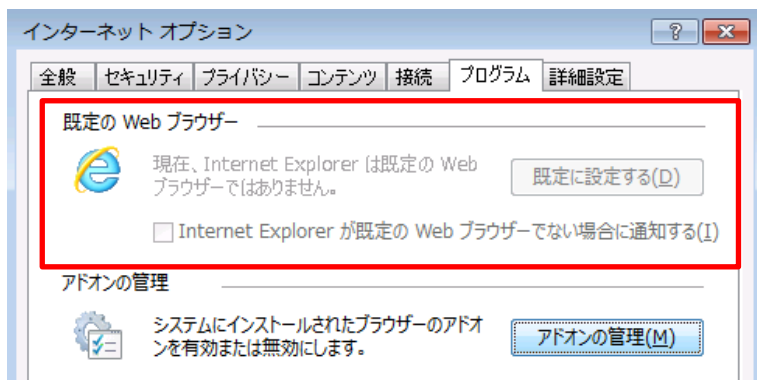 インターネット オプション
全般 セキュリティ プライバシー コンテンツ 接続 プログラム 詳細設定
既定の Web ブラウザー
現在、Internet Explorer は既定の Web
ブラウザーではありません。
既定に設定する(D)
Internet Explorer が既定の Web ブラウザーでない場合に通知する(I)
アドオンの管理
システムにインストールされたブラウザーのアドオ
ンを有効または無効にします。
アドオンの管理(M)